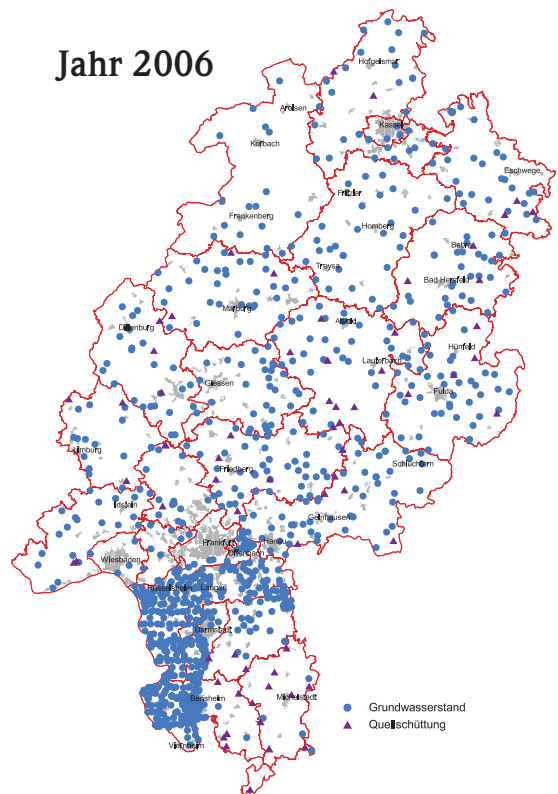 Jahr 2006
Hofgeismar
Arolsen
Kassel
Korbach
Eschwege
Fritzlar
Frankenberg
Homberg
Bebra
Treysa
Bad Hersfeld
Marburg
Alsfeld
Dillenburg
Hünfeld
Lauterbach
Giessen
Fulda
Limburg
Friedberg
Schlüchtern
Idstein
Gelnhausen
Frankfurt
Hanau
Offenbach
Wiesbaden
Rüsselsheim
Langen
Darmstadt
Bensheim
Michelstadt
Viernheim
Grundwasserstand
Quellschüttung